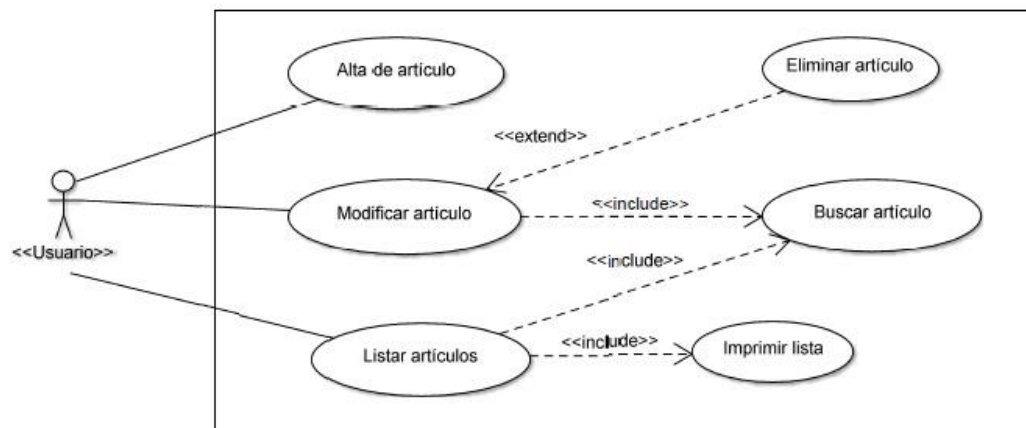 Alta de artículo
Eliminar artículo
<<extend>>
Modificar artículo
<<include>>
Buscar artículo
<<Usuario>>
<<include>>
Listar artículos
<<include>>
Imprimir lista